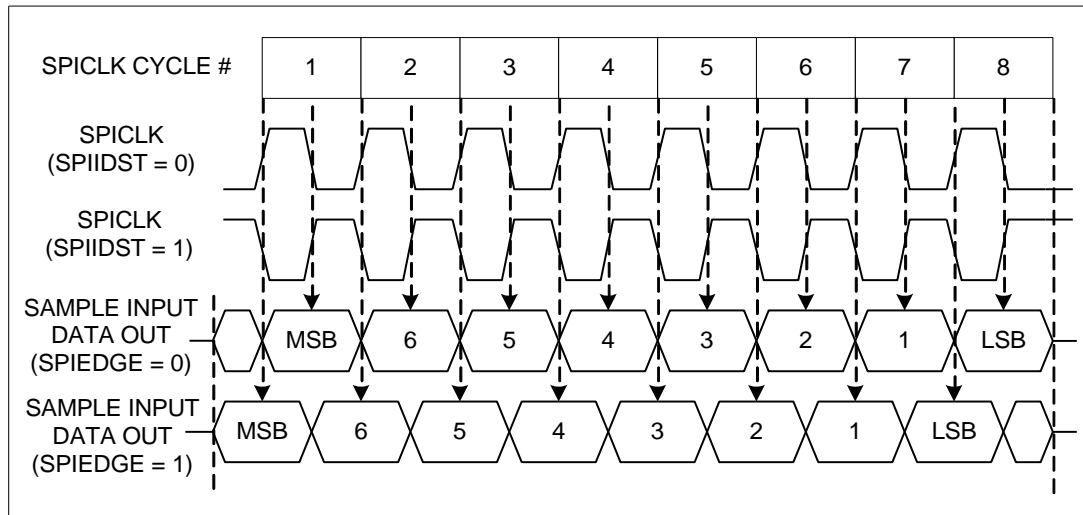 SPICLK CYCLE # 1 2 3 4 5 6 7 8
SPICLK
(SPIIDST = 0)
SPICLK
(SPIIDST = 1)
SAMPLE INPUT
DATA OUT
(SPIEDGE = 0)
MSB 6 5 4 3 2 1 LSB
SAMPLE INPUT
DATA OUT
(SPIEDGE = 1)
MSB 6 5 4 3 2 1 LSB